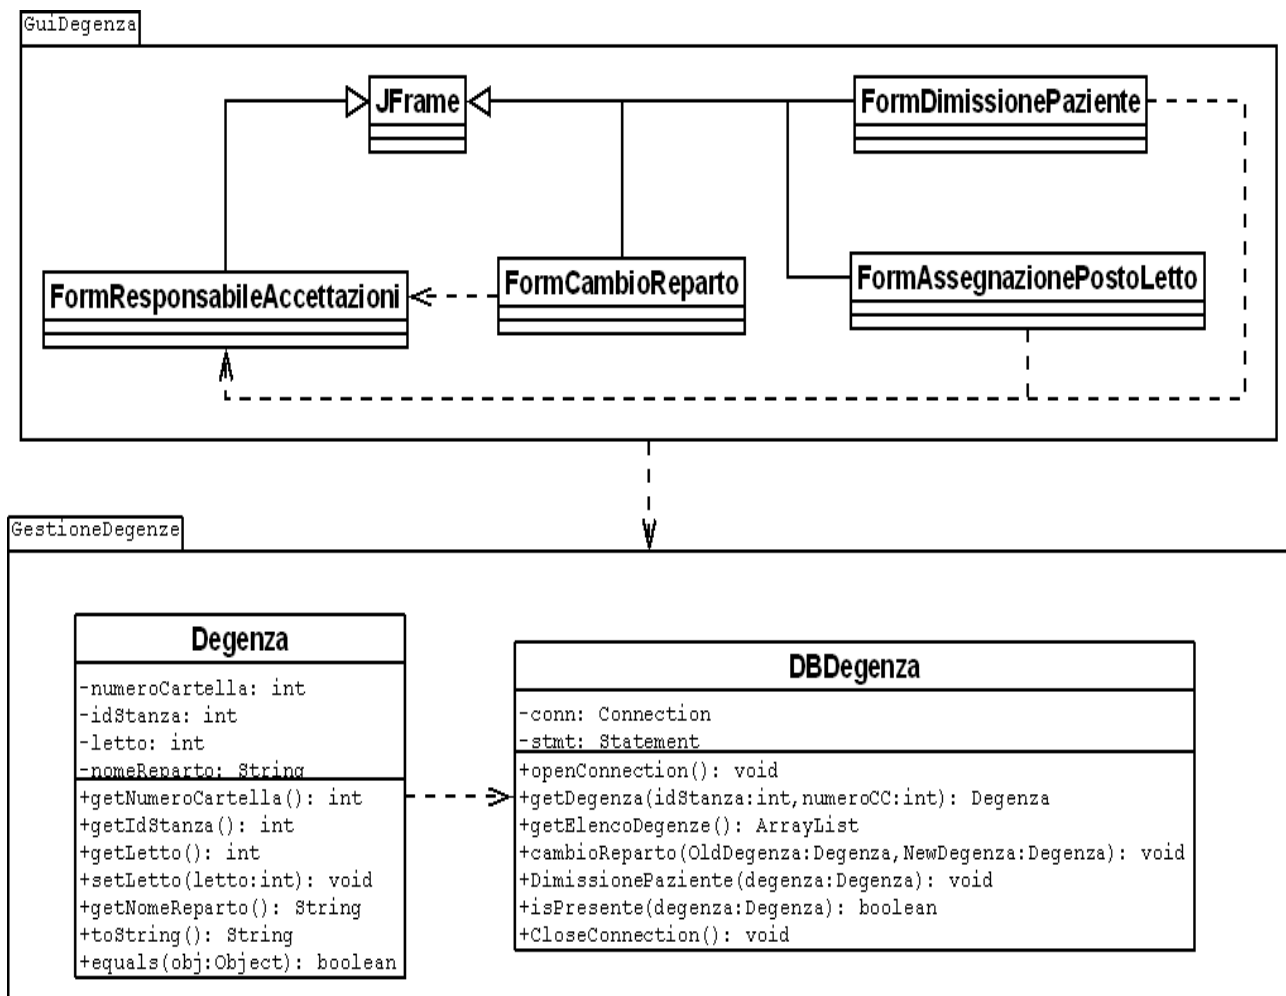 GuiDegenza
JFrame
FormDimissionePaziente
FormResponsabileAccettazioni
FormCambioReparto
FormAssegnazionePostoLetto
GestioneDegenze
Degenza
-numeroCartella: int
-idStanza: int
-letto: int
-nomeReparto: String
+getNumeroCartella(): int
+getIdStanza(): int
+getLetto(): int
+setLetto(letto:int): void
+getNomeReparto(): String
+toString(): String
+equals(obj:Object): boolean
DBDegenza
-conn: Connection
-stmt: Statement
+openConnection(): void
+getDegenza(idStanza:int,numeroCC:int): Degenza
+getElencoDegenze(): ArrayList
+cambioReparto(OldDegenza:Degenza,NewDegenza:Degenza): void
+DimissionePaziente(degenza:Degenza): void
+isPresente(degenza:Degenza): boolean
+CloseConnection(): void